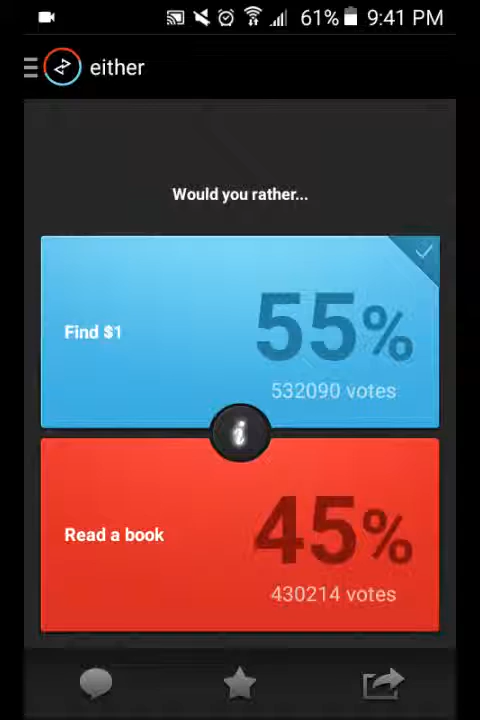 61% 9:41 PM
either
Would you rather...
Find $1
55%
532090 votes
i
Read a book
45%
430214 votes